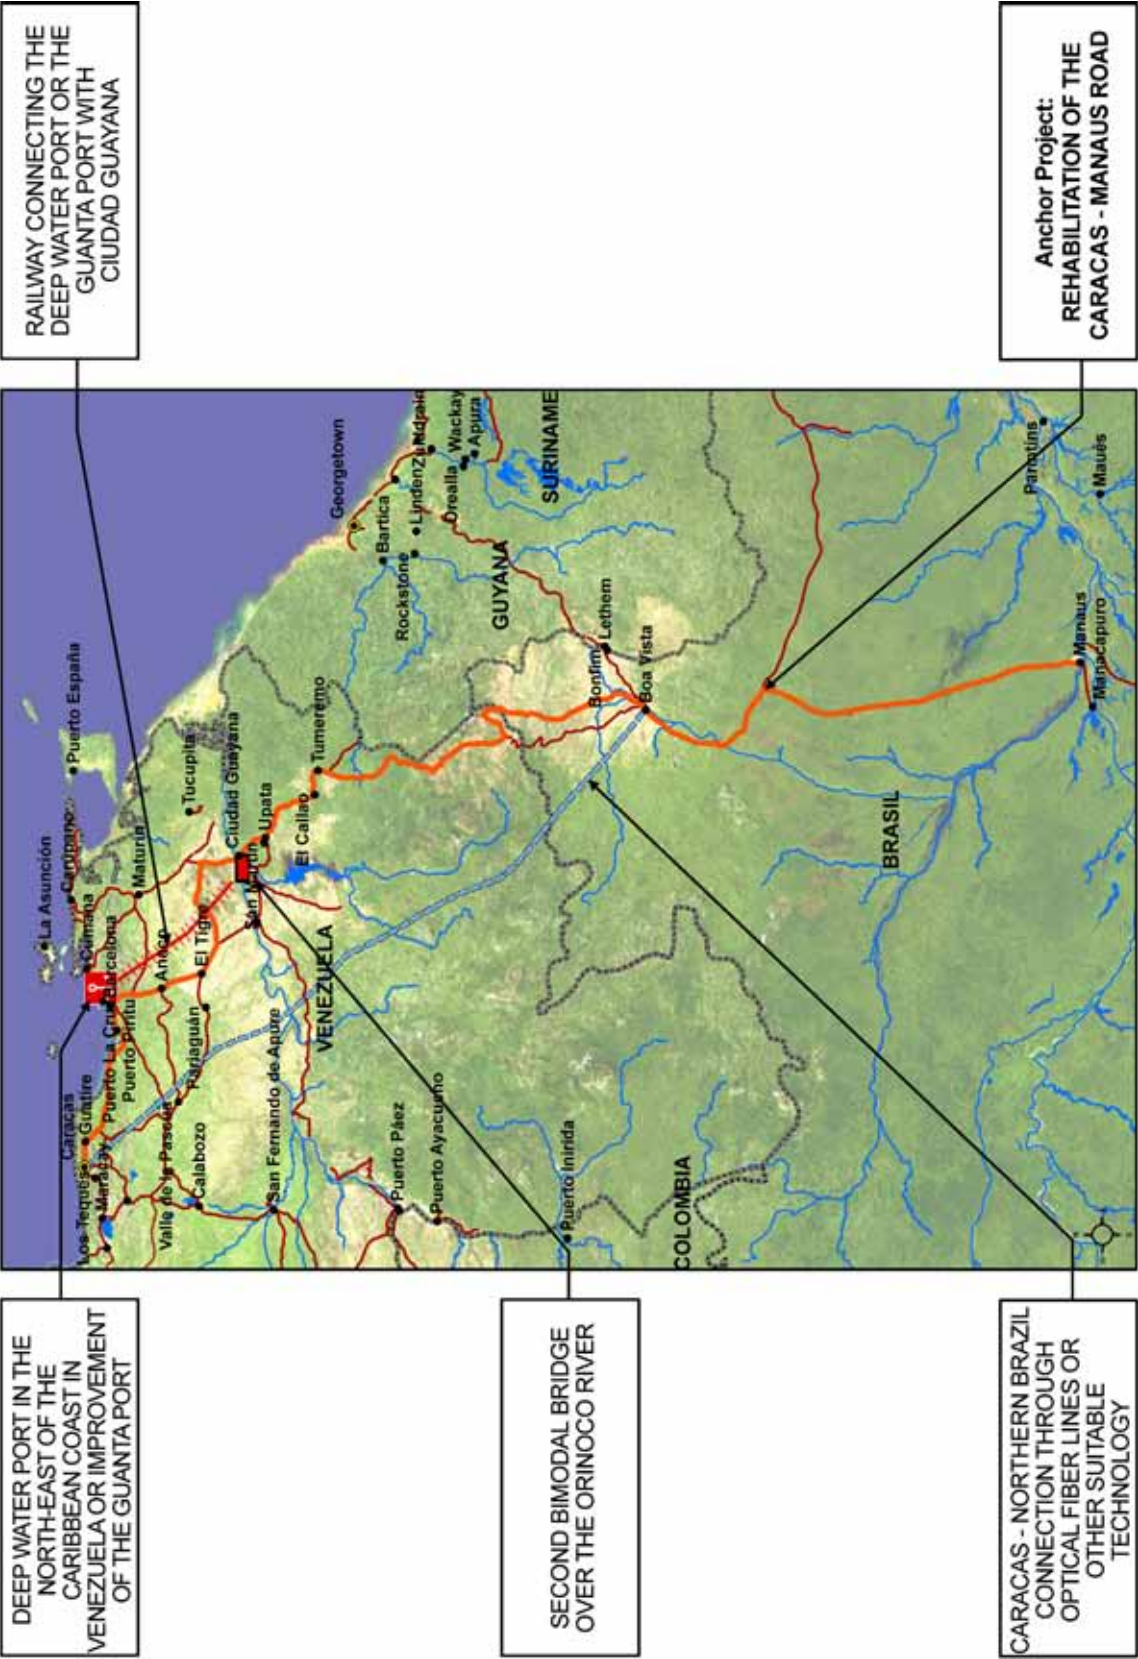 DEEP WATER PORT IN THE
NORTH-EAST OF THE
CARIBBEAN COAST IN
VENEZUELA OR IMPROVEMENT
OF THE GUANTA PORT
RAILWAY CONNECTING THE
DEEP WATER PORT OR THE
GUANTA PORT WITH
CIUDAD GUAYANA
SECOND BIMODAL BRIDGE
OVER THE ORINOCO RIVER
CARACAS - NORTHERN BRAZIL
CONNECTION THROUGH
OPTICAL FIBER LINES OR
OTHER SUITABLE
TECHNOLOGY
Anchor Project:
REHABILITATION OF THE
CARACAS - MANAUS ROAD
La Asunción
Carúpano
Cumaná
Puerto España
Caracas
Guatire
Los Teques
Maracay
Puerto La Cruz
Barcelona
Puerto Píritu
Maturín
Anaco
Tucupita
Valle de la Pascua
Pariaguán
El Tigre
Calabozo
Ciudad Guayana
Upata
San Fernando de Apure
El Callao
Tumeremo
VENEZUELA
Georgetown
Bartica
Rockstone
Linden
Orealla
Wackay
Apura
GUYANA
SURINAME
Puerto Páez
Puerto Ayacucho
Puerto Inirida
Lethem
Bonfim
Boa Vista
COLOMBIA
BRASIL
Parintins
Maués
Manaus
Manacapuro